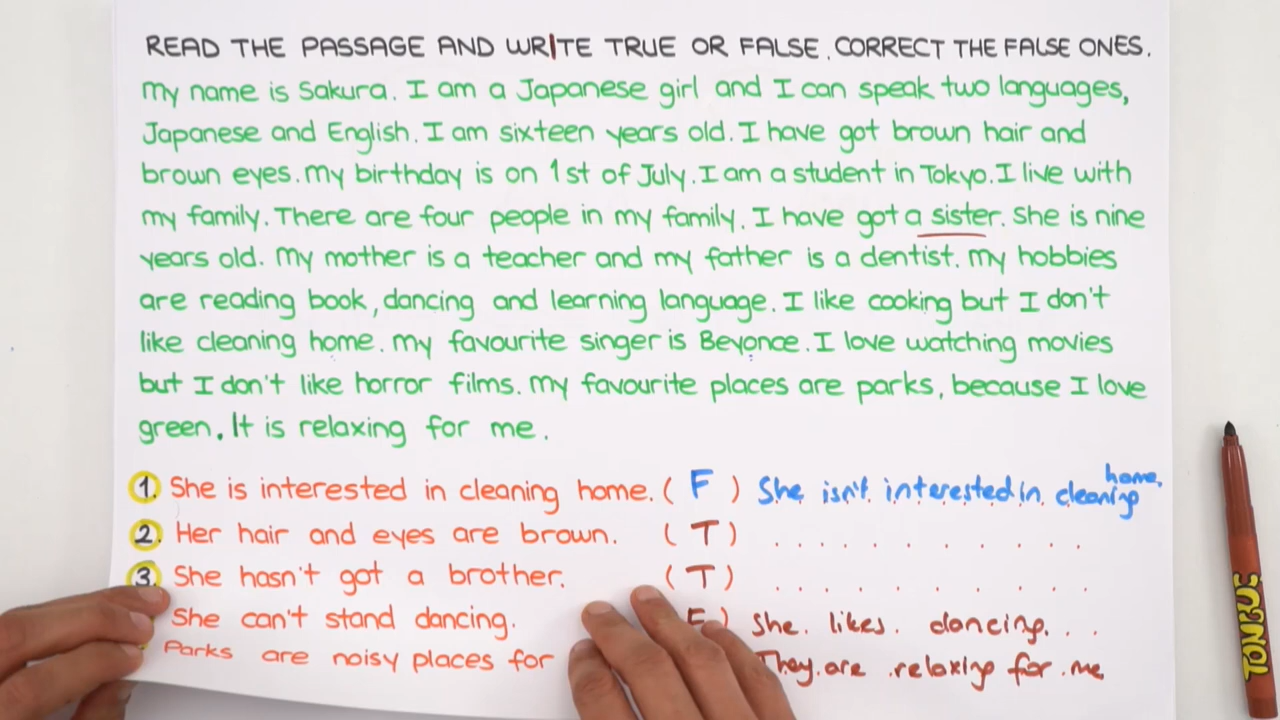 READ THE PASSAGE AND WRITE TRUE OR FALSE. CORRECT THE FALSE ONES.
My name is Sakura. I am a Japanese girl and I can speak two languages,
Japanese and English. I am sixteen years old. I have got brown hair and
brown eyes. My birthday is on 1st of July. I am a student in Tokyo. I live with
my family. There are four people in my family. I have got a sister. She is nine
years old. My mother is a teacher and my father is a dentist. My hobbies
are reading book, dancing and learning language. I like cooking but I don't
like cleaning home. My favourite singer is Beyonce. I love watching movies
but I don't like horror films. My favourite places are parks, because I love
green. It is relaxing for me.
1. She is interested in cleaning home. ( F ) She isn't interested in cleaning home.
2. Her hair and eyes are brown. ( T ) . . . . . . . . . . .
3. She hasn't got a brother. ( T ) . . . . . . . . . . .
She can't stand dancing. F ) She likes dancing. . .
Parks are noisy places for They are relaxing for me
TONBUŞ